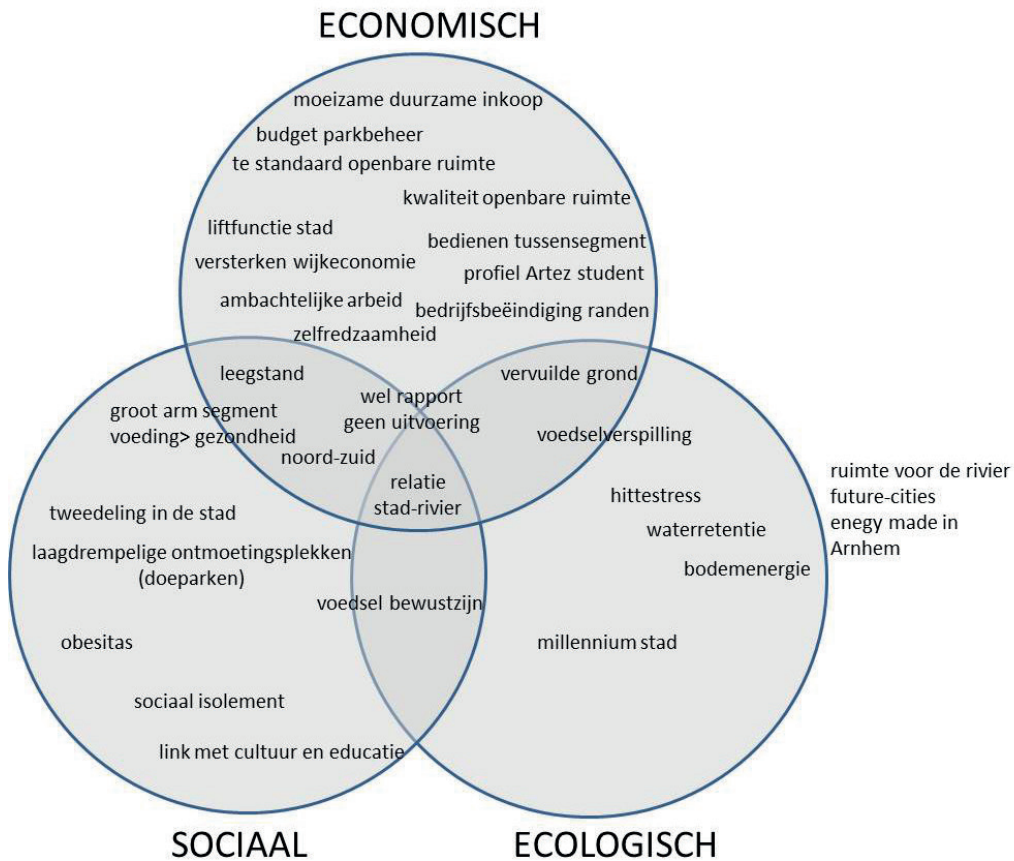 ECONOMISCH
moeizame duurzame inkoop
budget parkbeheer
te standaard openbare ruimte
kwaliteit openbare ruimte
liftfunctie stad
bedienen tussensegment
versterken wijkeconomie
profiel Artez student
ambachtelijke arbeid
bedrijfsbeëindiging randen
zelfredzaamheid
leegstand
vervuilde grond
wel rapport
geen uitvoering
groot arm segment
voeding> gezondheid
voedselverspilling
noord-zuid
relatie
stad-rivier
hittestress
waterretentie
bodemenergie
ruimte voor de rivier
future-cities
enegy made in
Arnhem
tweedeling in de stad
laagdrempelige ontmoetingsplekken
(doeparken)
voedsel bewustzijn
obesitas
millennium stad
sociaal isolement
link met cultuur en educatie
SOCIAAL
ECOLOGISCH